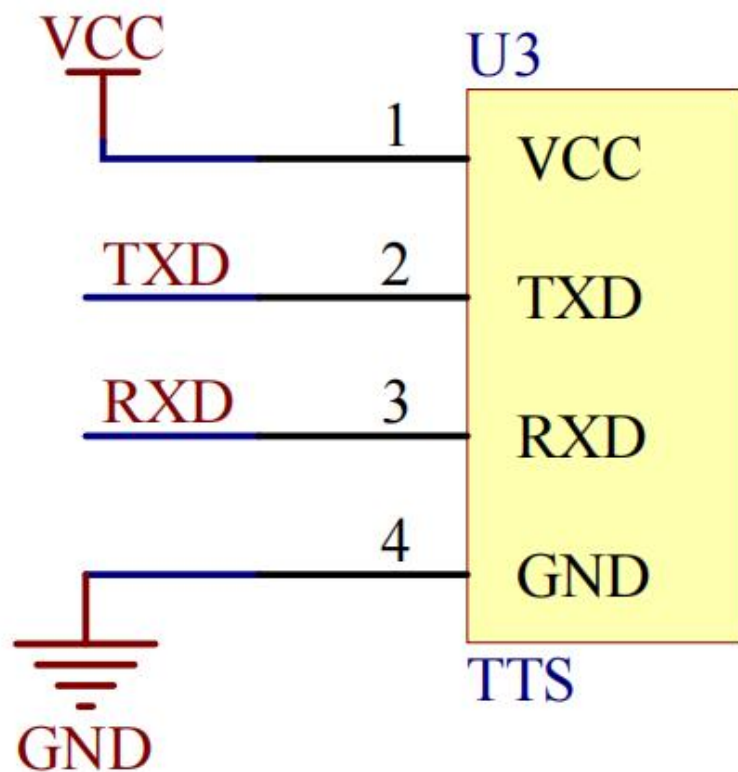 VCC
U3
1 VCC
TXD 2 TXD
RXD 3 RXD
4 GND
TTS
GND